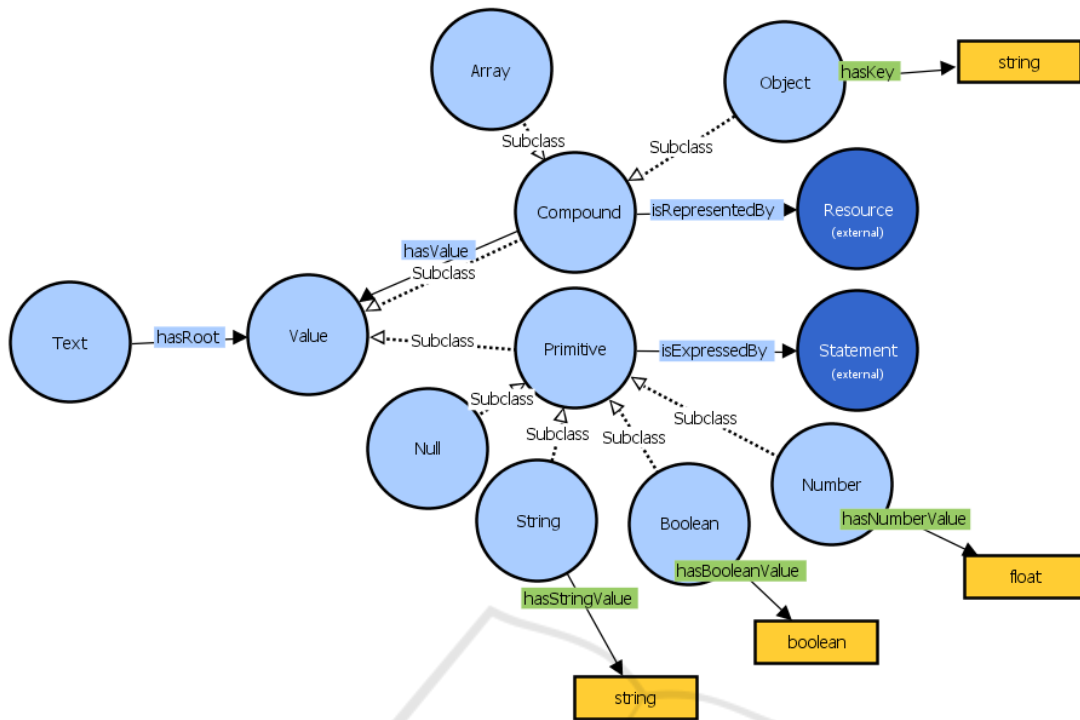 Array
Object
hasKey
string
Subclass
Subclass
Compound
isRepresentedBy
Resource
(external)
hasValue
Subclass
Text
hasRoot
Value
Subclass
Primitive
isExpressedBy
Statement
(external)
Null
Subclass
Subclass
Subclass
Subclass
String
Boolean
Number
hasNumberValue
float
hasBooleanValue
boolean
hasStringValue
string